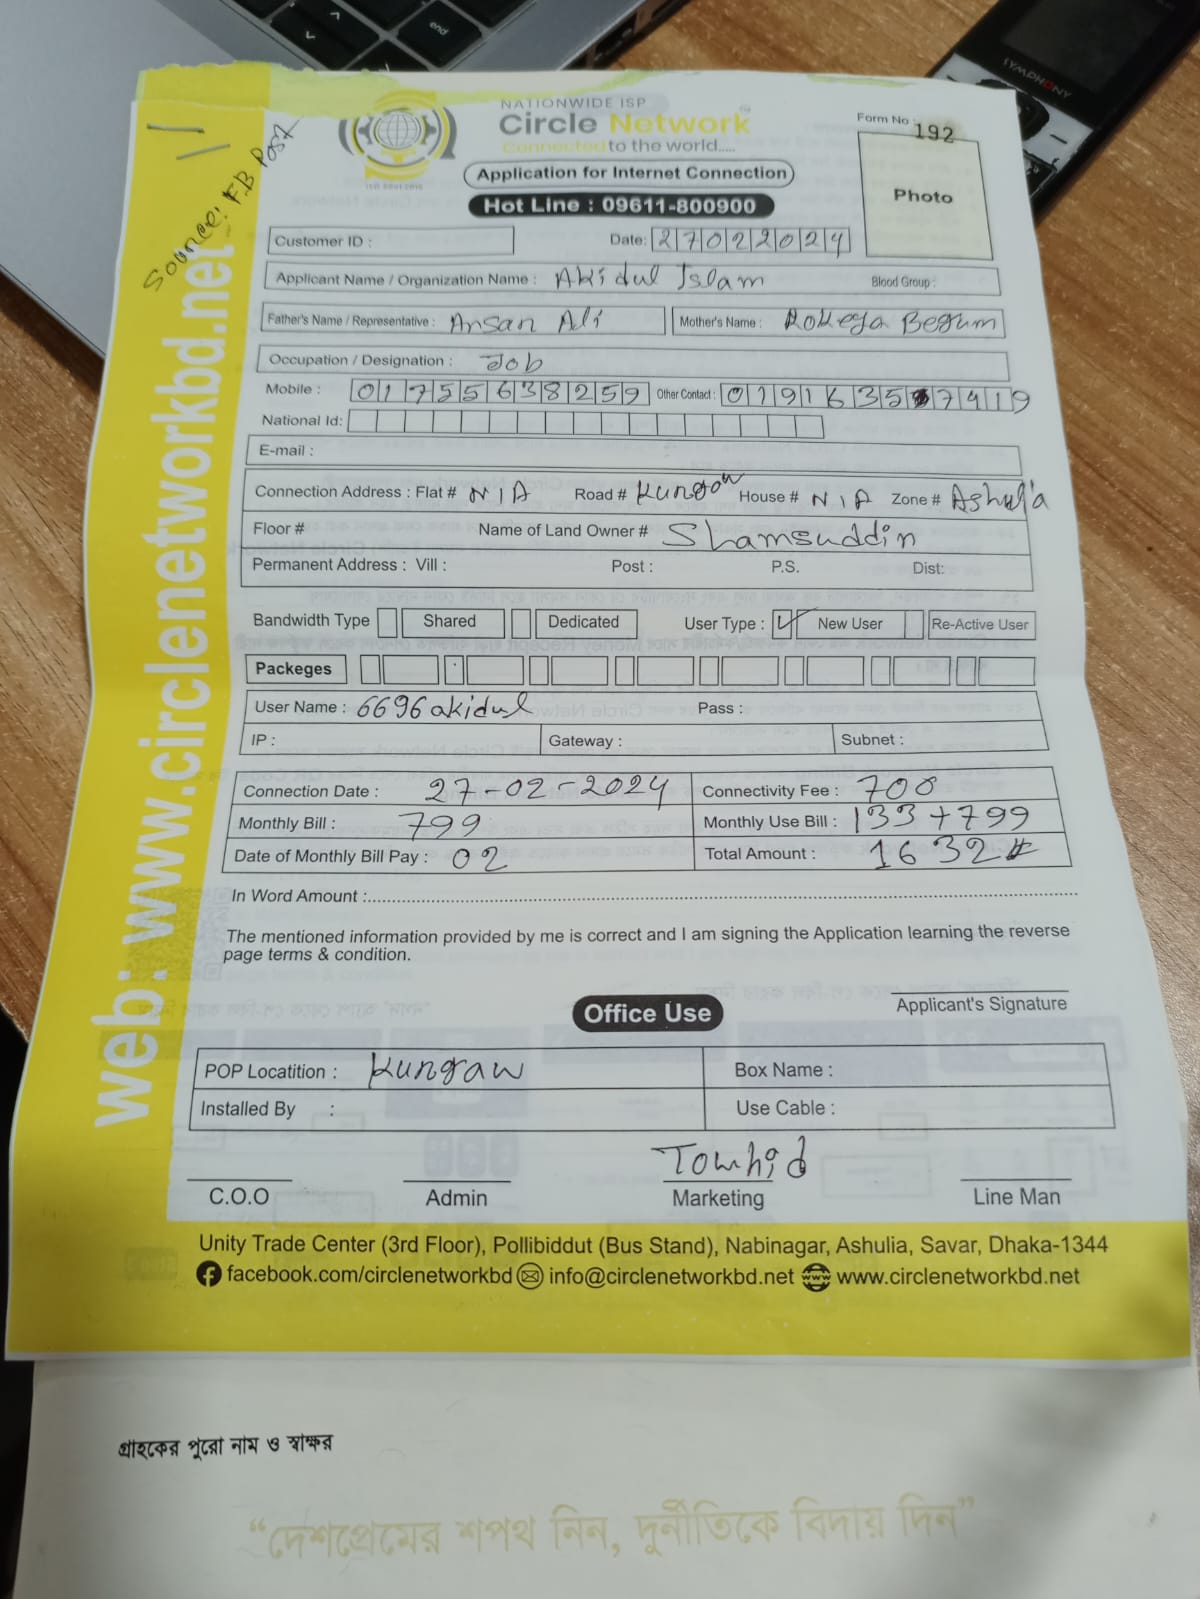 end
SYMPHONY
Source: F.B Post
NATIONWIDE ISP
Circle Network
Connected to the world.....
Form No : 192
Photo
Application for Internet Connection
Hot Line : 09611-800900
Customer ID :
Date: 27022024
Applicant Name / Organization Name : Akidul Islam Blood Group :
Father's Name / Representative : Ansan Ali Mother's Name : Rokeya Begum
Occupation / Designation : Job
Mobile : 01755638259 Other Contact : 01916357419
National Id:
E-mail :
Connection Address : Flat # N/A Road # Kungaw House # N/A Zone # Ashulia
Floor # Name of Land Owner # Shamsuddin
Permanent Address : Vill : Post : P.S. Dist:
Bandwidth Type Shared Dedicated User Type : New User Re-Active User
Packeges
User Name : 6696akidul Pass :
IP : Gateway : Subnet :
Connection Date : 27-02-2024 Connectivity Fee : 700
Monthly Bill : 799 Monthly Use Bill : 133+799
Date of Monthly Bill Pay : 02 Total Amount : 1632
In Word Amount :
The mentioned information provided by me is correct and I am signing the Application learning the reverse
page terms & condition.
Applicant's Signature
Office Use
POP Locatition : Kungaw Box Name :
Installed By : Use Cable :
Towhid
C.O.O Admin Marketing Line Man
Unity Trade Center (3rd Floor), Pollibiddut (Bus Stand), Nabinagar, Ashulia, Savar, Dhaka-1344
facebook.com/circlenetworkbd info@circlenetworkbd.net www.circlenetworkbd.net
web: www.circlenetworkbd.net
গ্রাহকের পুরো নাম ও স্বাক্ষর
“দেশপ্রেমের শপথ নিন, দুর্নীতিকে বিদায় দিন”